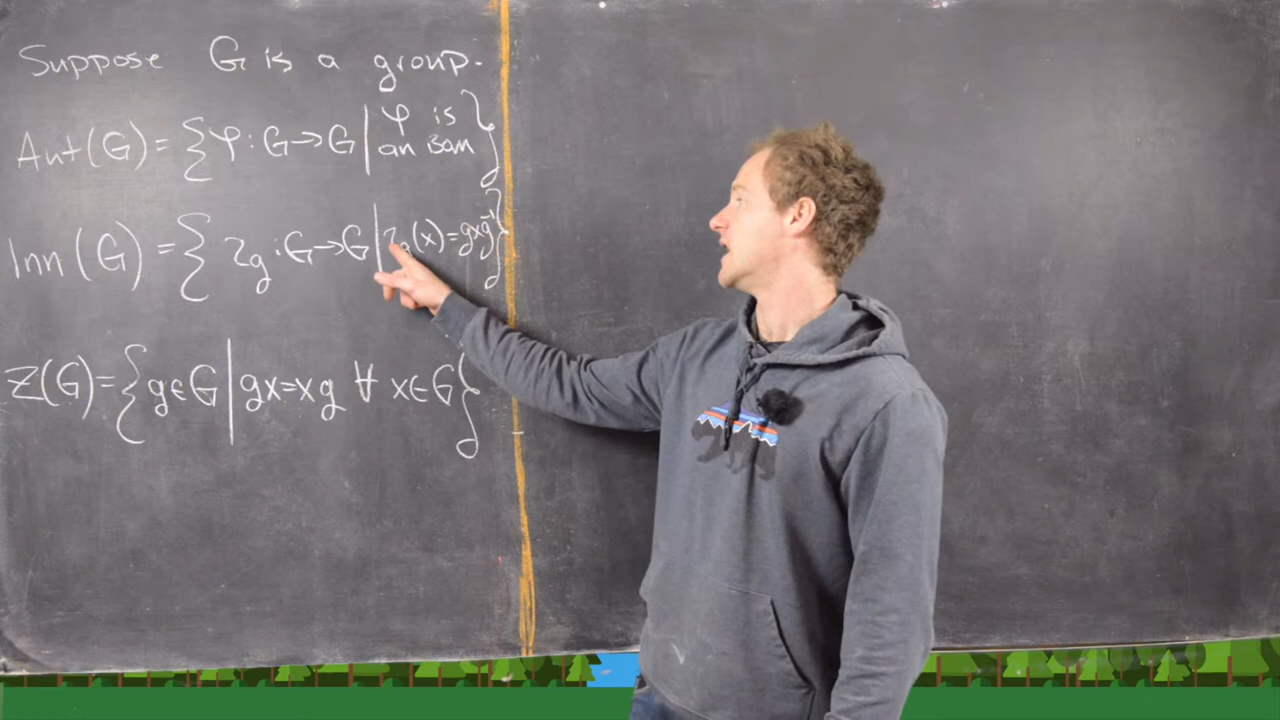 Suppose G is a group.
Aut(G) = { φ : G → G | φ is an isom }
Inn(G) = { τg : G → G | τg(x) = gxg⁻¹ }
Z(G) = { g ∈ G | gx = xg ∀ x ∈ G }